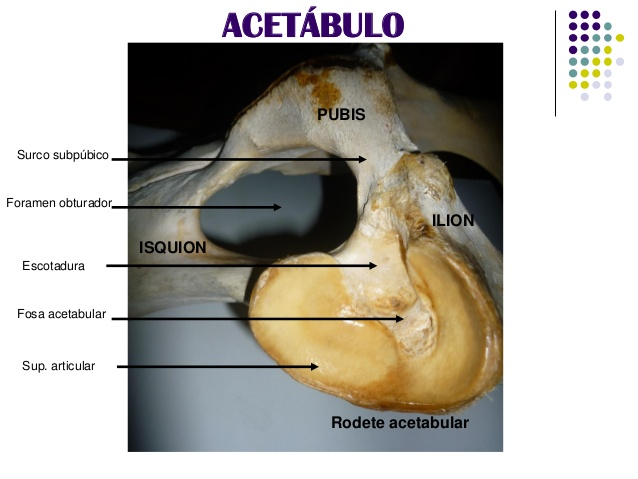 ACETÁBULO
PUBIS
Surco subpúbico
Foramen obturador
ILION
ISQUION
Escotadura
Fosa acetabular
Sup. articular
Rodete acetabular